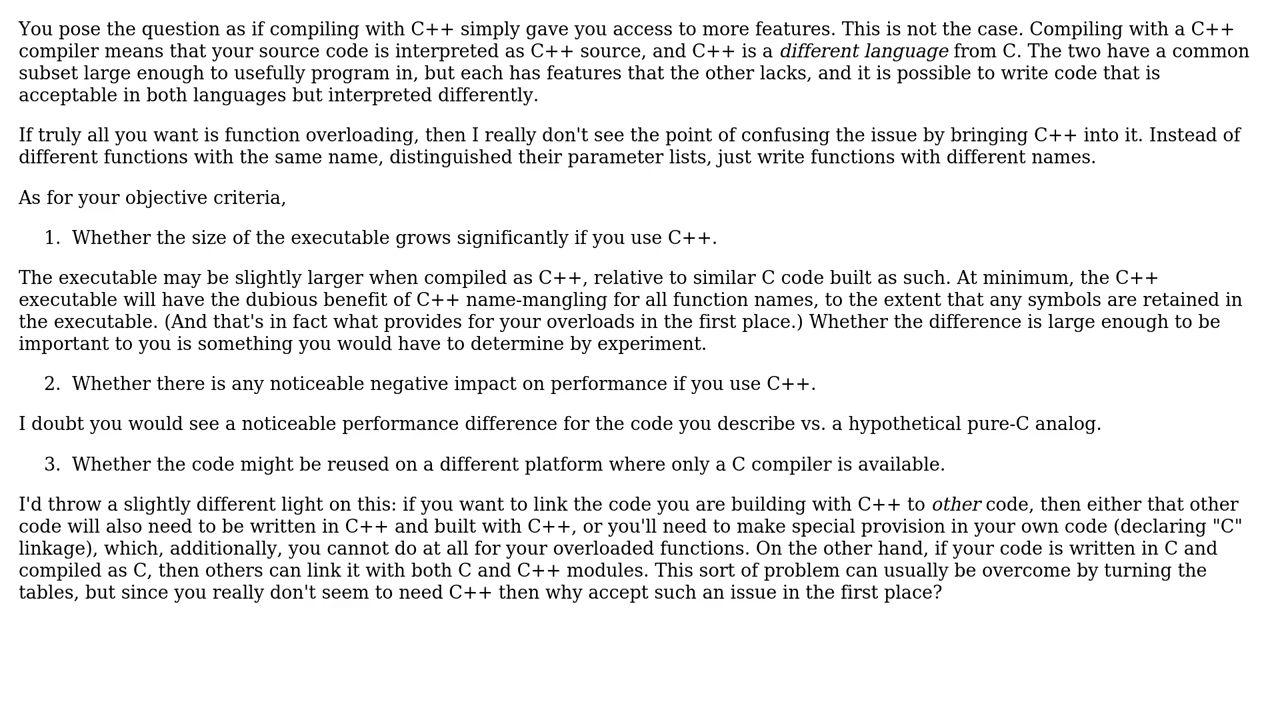 You pose the question as if compiling with C++ simply gave you access to more features. This is not the case. Compiling with a C++
compiler means that your source code is interpreted as C++ source, and C++ is a different language from C. The two have a common
subset large enough to usefully program in, but each has features that the other lacks, and it is possible to write code that is
acceptable in both languages but interpreted differently.
If truly all you want is function overloading, then I really don't see the point of confusing the issue by bringing C++ into it. Instead of
different functions with the same name, distinguished their parameter lists, just write functions with different names.
As for your objective criteria,
1. Whether the size of the executable grows significantly if you use C++.
The executable may be slightly larger when compiled as C++, relative to similar C code built as such. At minimum, the C++
executable will have the dubious benefit of C++ name-mangling for all function names, to the extent that any symbols are retained in
the executable. (And that's in fact what provides for your overloads in the first place.) Whether the difference is large enough to be
important to you is something you would have to determine by experiment.
2. Whether there is any noticeable negative impact on performance if you use C++.
I doubt you would see a noticeable performance difference for the code you describe vs. a hypothetical pure-C analog.
3. Whether the code might be reused on a different platform where only a C compiler is available.
I'd throw a slightly different light on this: if you want to link the code you are building with C++ to other code, then either that other
code will also need to be written in C++ and built with C++, or you'll need to make special provision in your own code (declaring "C"
linkage), which, additionally, you cannot do at all for your overloaded functions. On the other hand, if your code is written in C and
compiled as C, then others can link it with both C and C++ modules. This sort of problem can usually be overcome by turning the
tables, but since you really don't seem to need C++ then why accept such an issue in the first place?